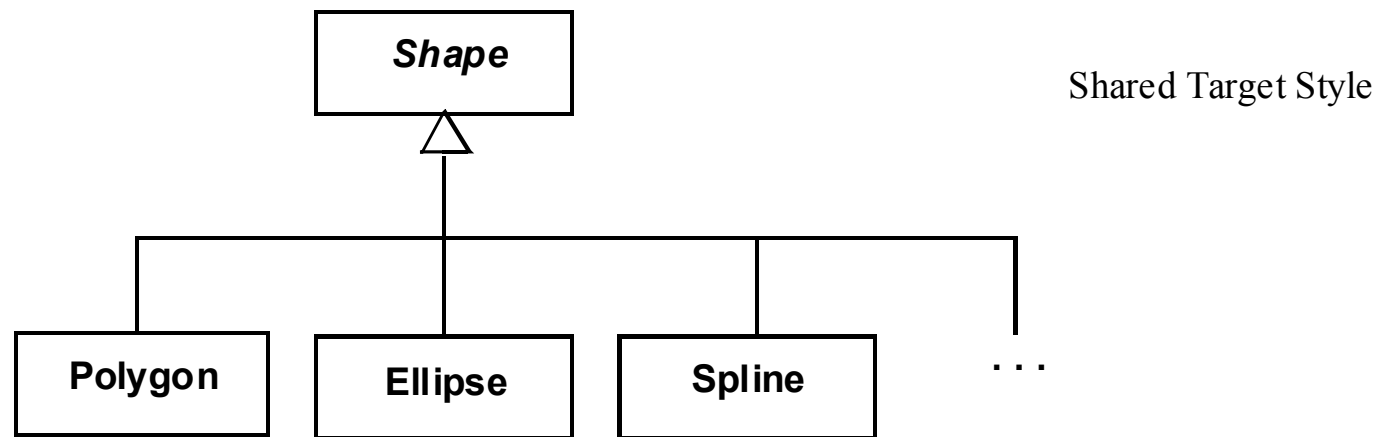 Shape
Shared Target Style
Polygon
Ellipse
Spline
. . .